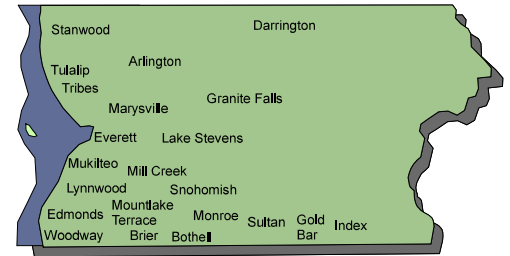 Darrington
Stanwood
Arlington
Tulalip
Tribes
Granite Falls
Marysville
Everett
Lake Stevens
Mukilteo
Mill Creek
Lynnwood
Snohomish
Mountlake
Terrace
Edmonds
Monroe
Sultan
Gold
Bar
Index
Woodway
Brier
Bothell